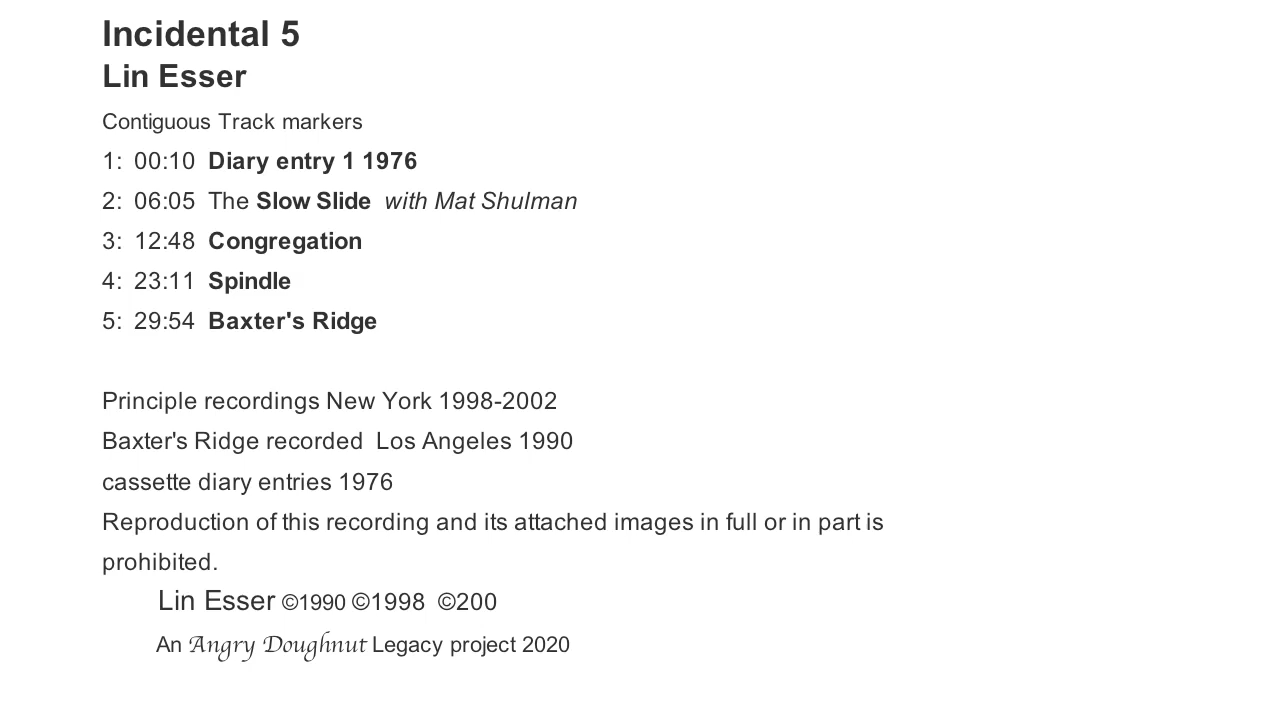 Incidental 5
Lin Esser
Contiguous Track markers
1: 00:10 Diary entry 1 1976
2: 06:05 The Slow Slide with Mat Shulman
3: 12:48 Congregation
4: 23:11 Spindle
5: 29:54 Baxter's Ridge
Principle recordings New York 1998-2002
Baxter's Ridge recorded Los Angeles 1990
cassette diary entries 1976
Reproduction of this recording and its attached images in full or in part is
prohibited.
Lin Esser ©1990 ©1998 ©200
An Angry Doughnut Legacy project 2020